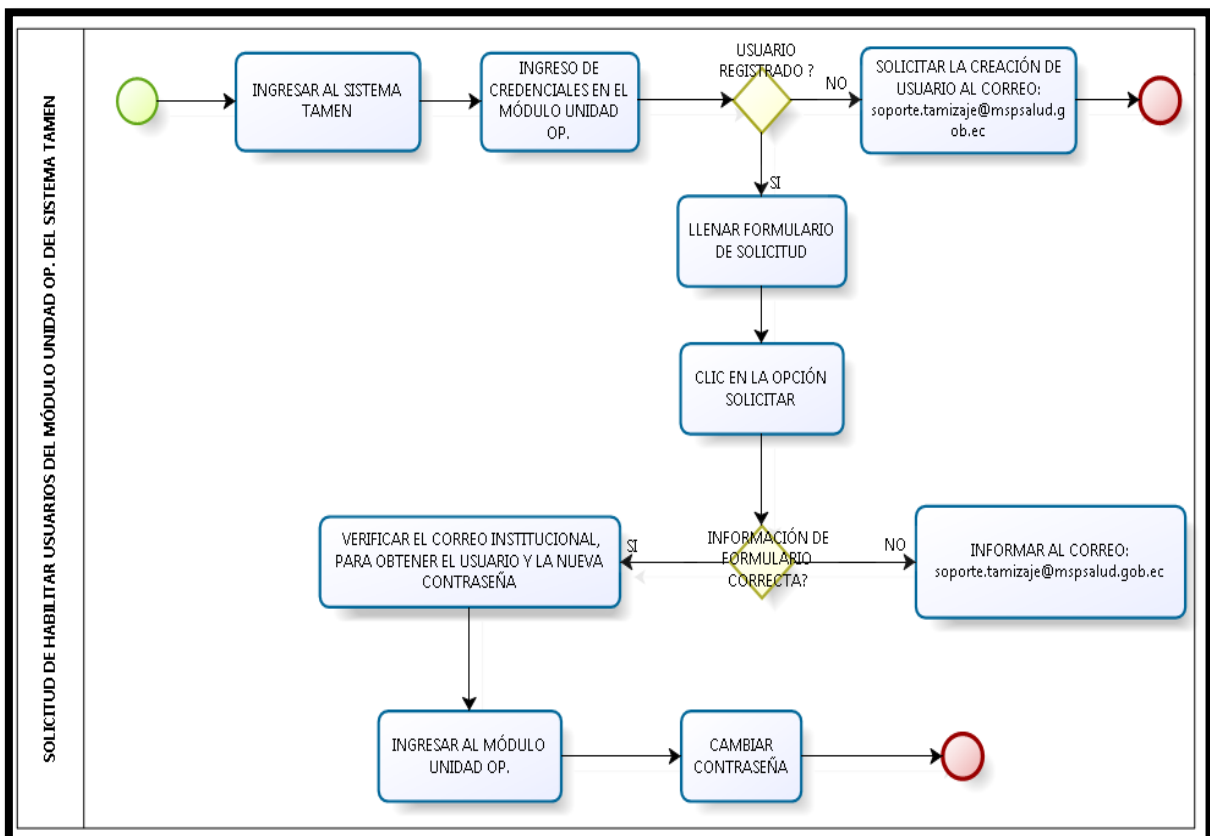 SOLICITUD DE HABILITAR USUARIOS DEL MÓDULO UNIDAD OP. DEL SISTEMA TAMEN
INGRESAR AL SISTEMA
TAMEN
INGRESO DE
CREDENCIALES EN EL
MÓDULO UNIDAD
OP.
USUARIO
REGISTRADO ?
NO
SOLICITAR LA CREACIÓN DE
USUARIO AL CORREO:
soporte.tamizaje@mspsalud.g
ob.ec
SI
LLENAR FORMULARIO
DE SOLICITUD
CLIC EN LA OPCIÓN
SOLICITAR
INFORMACIÓN DE
FORMULARIO
CORRECTA?
NO
INFORMAR AL CORREO:
soporte.tamizaje@mspsalud.gob.ec
SI
VERIFICAR EL CORREO INSTITUCIONAL,
PARA OBTENER EL USUARIO Y LA NUEVA
CONTRASEÑA
INGRESAR AL MÓDULO
UNIDAD OP.
CAMBIAR
CONTRASEÑA